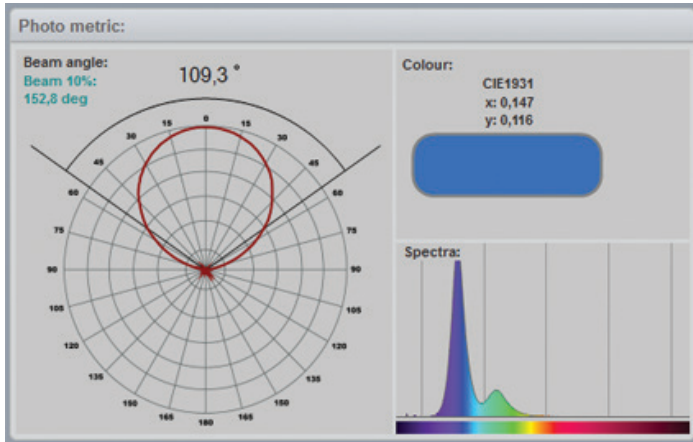 Photo metric:
Beam angle:
109,3 °
Beam 10%:
152,8 deg
0
15 15
30 30
45 45
60 60
75 75
90 90
105 105
120 120
135 135
150 150
165 165
180
Colour:
CIE1931
x: 0,147
y: 0,116
Spectra: